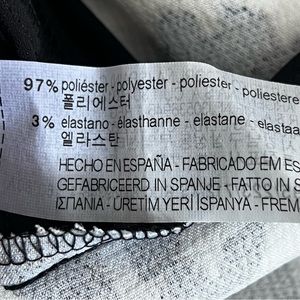 97% poliéster - polyester - poliester - poliestere
폴리에스터
3% elastano - élasthanne - elastane - elastaa
엘라스탄
HECHO EN ESPAÑA - FABRICADO EM ES
GEFABRICEERD IN SPANJE - FATTO IN S
ΙΣΠΑΝΙΑ - ÜRETİM YERİ İSPANYA - FREM